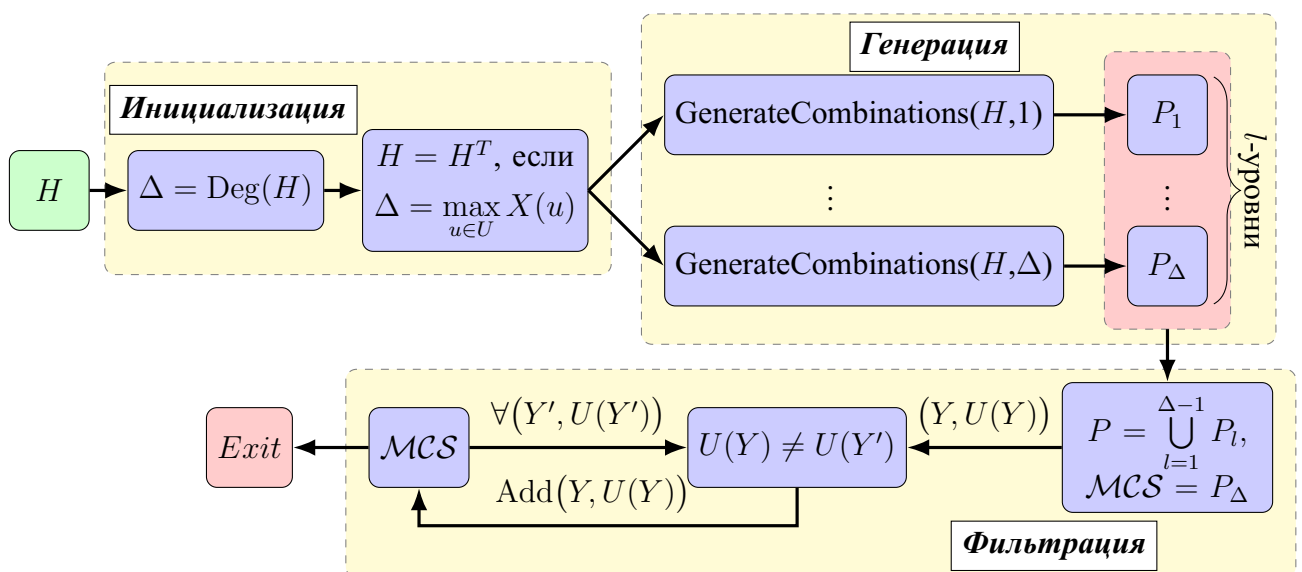 Генерация
Инициализация
H
Δ = Deg(H)
H = H^T, если
Δ = max X(u)
u∈U
GenerateCombinations(H,1)
⋮
GenerateCombinations(H,Δ)
P_1
⋮
P_Δ
l-уровни
Exit
MCS
∀(Y′, U(Y′))
Add(Y, U(Y))
U(Y) ≠ U(Y′)
(Y, U(Y))
Δ−1
P = ⋃ P_l,
l=1
MCS = P_Δ
Фильтрация